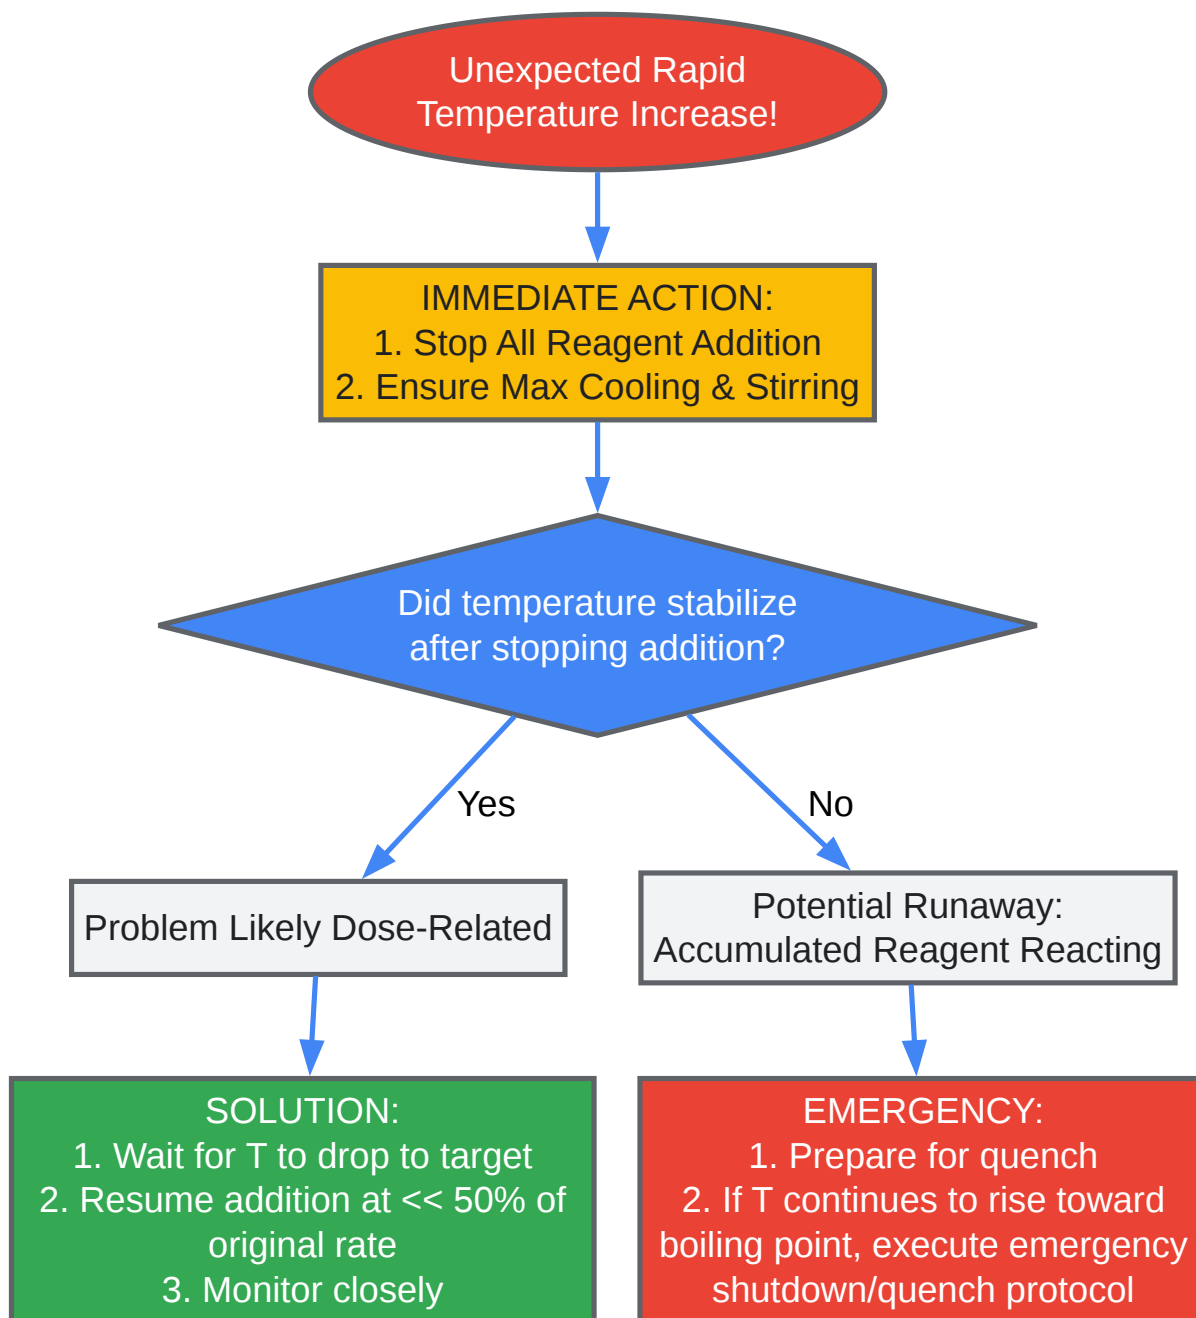 Unexpected Rapid
Temperature Increase!
IMMEDIATE ACTION:
1. Stop All Reagent Addition
2. Ensure Max Cooling & Stirring
Did temperature stabilize
after stopping addition?
Yes
No
Problem Likely Dose-Related
Potential Runaway:
Accumulated Reagent Reacting
SOLUTION:
1. Wait for T to drop to target
2. Resume addition at << 50% of
original rate
3. Monitor closely
EMERGENCY:
1. Prepare for quench
2. If T continues to rise toward
boiling point, execute emergency
shutdown/quench protocol